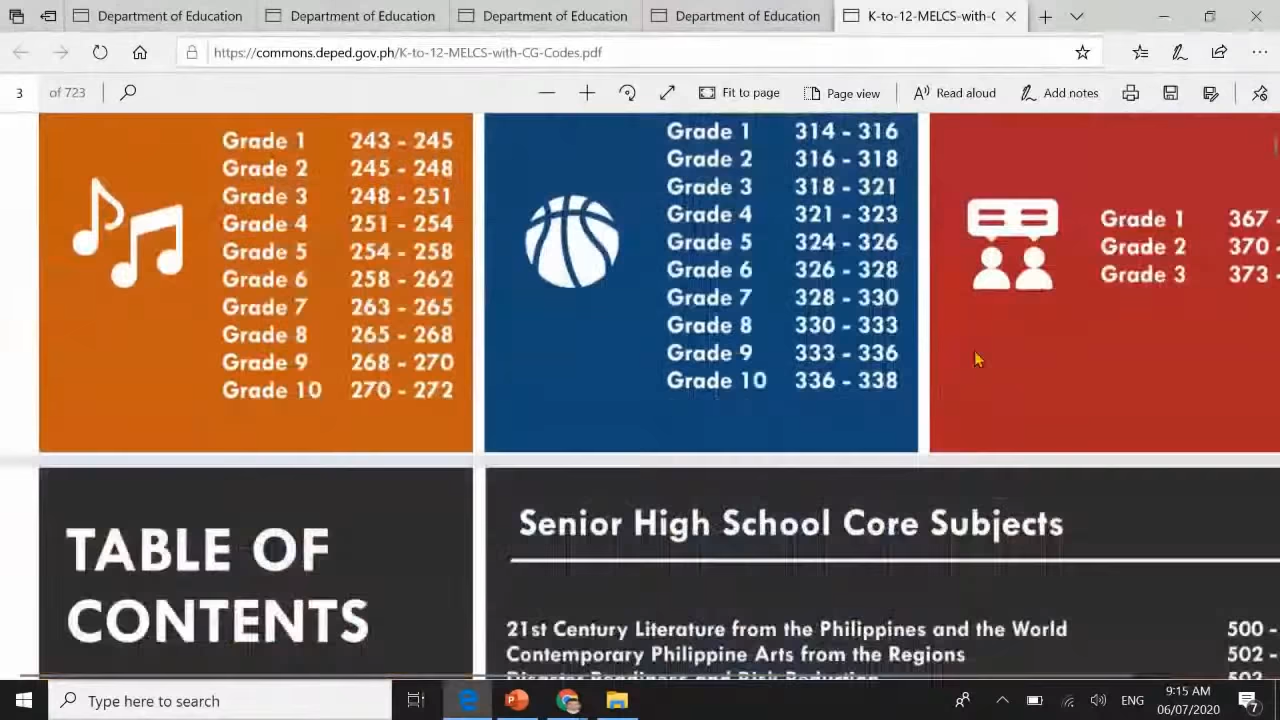 Department of Education
Department of Education
Department of Education
Department of Education
K-to-12-MELCS-with-C
https://commons.deped.gov.ph/K-to-12-MELCS-with-CG-Codes.pdf
3 of 723
Fit to page
Page view
Read aloud
Add notes
Grade 1 243 - 245
Grade 2 245 - 248
Grade 3 248 - 251
Grade 4 251 - 254
Grade 5 254 - 258
Grade 6 258 - 262
Grade 7 263 - 265
Grade 8 265 - 268
Grade 9 268 - 270
Grade 10 270 - 272
Grade 1 314 - 316
Grade 2 316 - 318
Grade 3 318 - 321
Grade 4 321 - 323
Grade 5 324 - 326
Grade 6 326 - 328
Grade 7 328 - 330
Grade 8 330 - 333
Grade 9 333 - 336
Grade 10 336 - 338
Grade 1 367 -
Grade 2 370 -
Grade 3 373 -
TABLE OF
CONTENTS
Senior High School Core Subjects
21st Century Literature from the Philippines and the World 500 -
Contemporary Philippine Arts from the Regions 502 -
Disaster Readiness and Risk Reduction 502
Type here to search
ENG
9:15 AM
06/07/2020
7